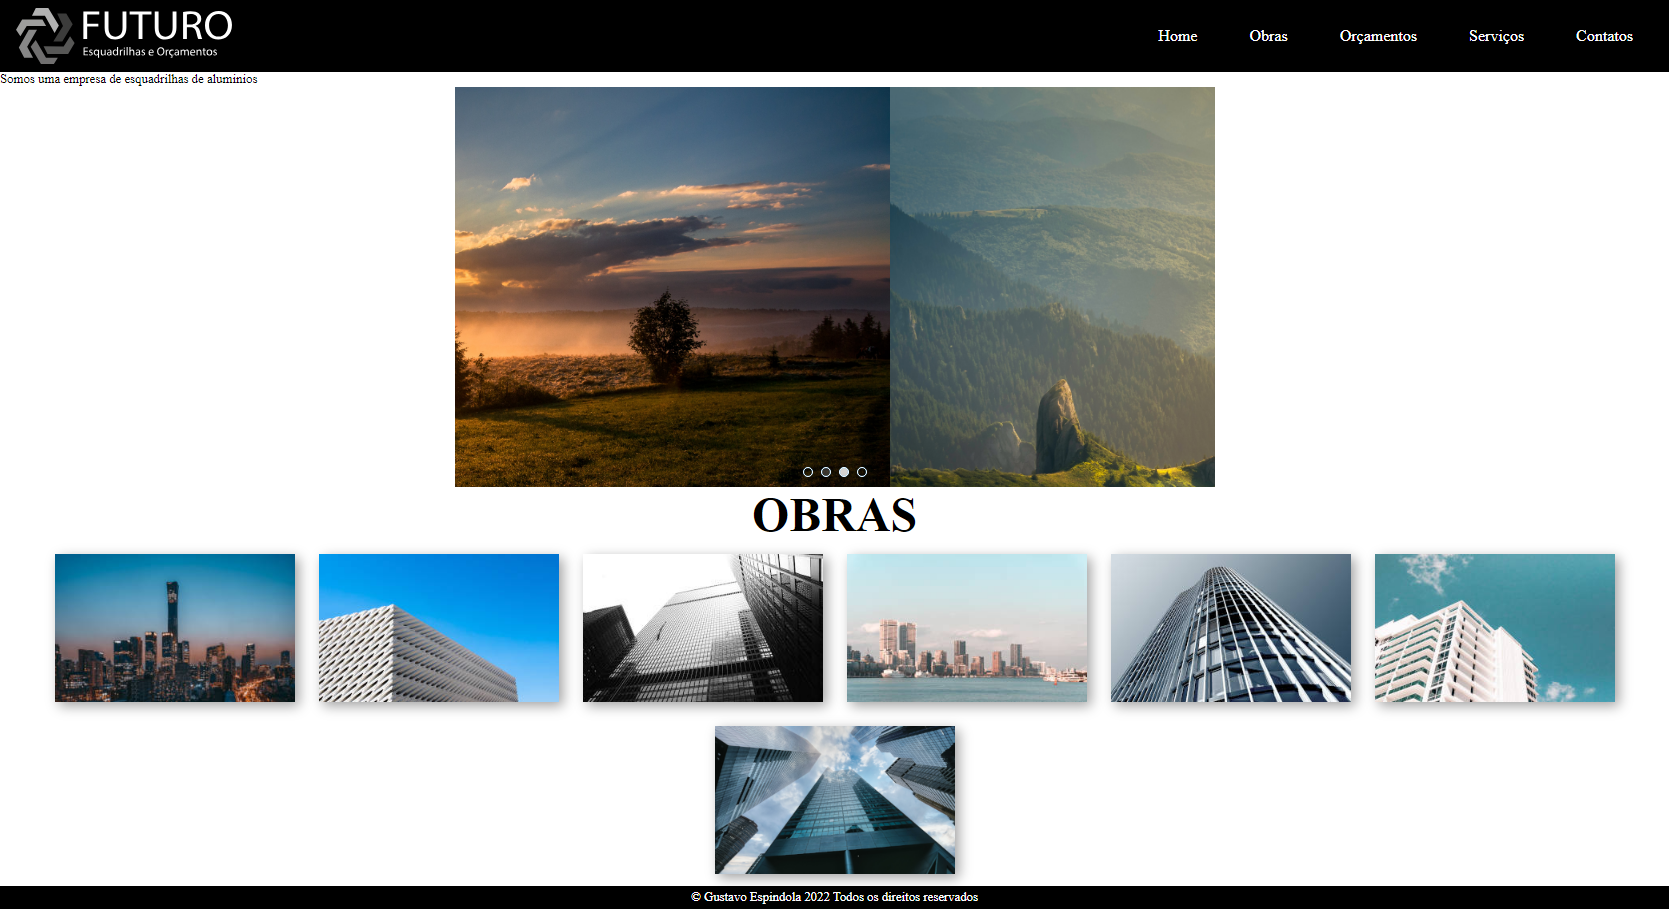 FUTURO
Esquadrilhas e Orçamentos
Home Obras Orçamentos Serviços Contatos
Somos uma empresa de esquadrilhas de aluminios
OBRAS
© Gustavo Espindola 2022 Todos os direitos reservados